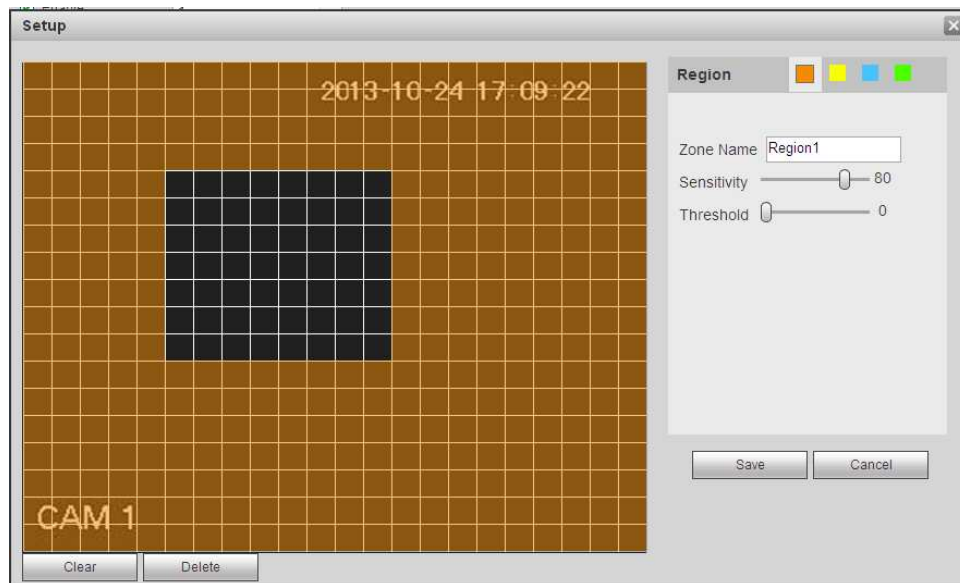 Setup
2013-10-24 17:09:22
Region
Zone Name Region1
Sensitivity 80
Threshold 0
Save Cancel
CAM 1
Clear Delete